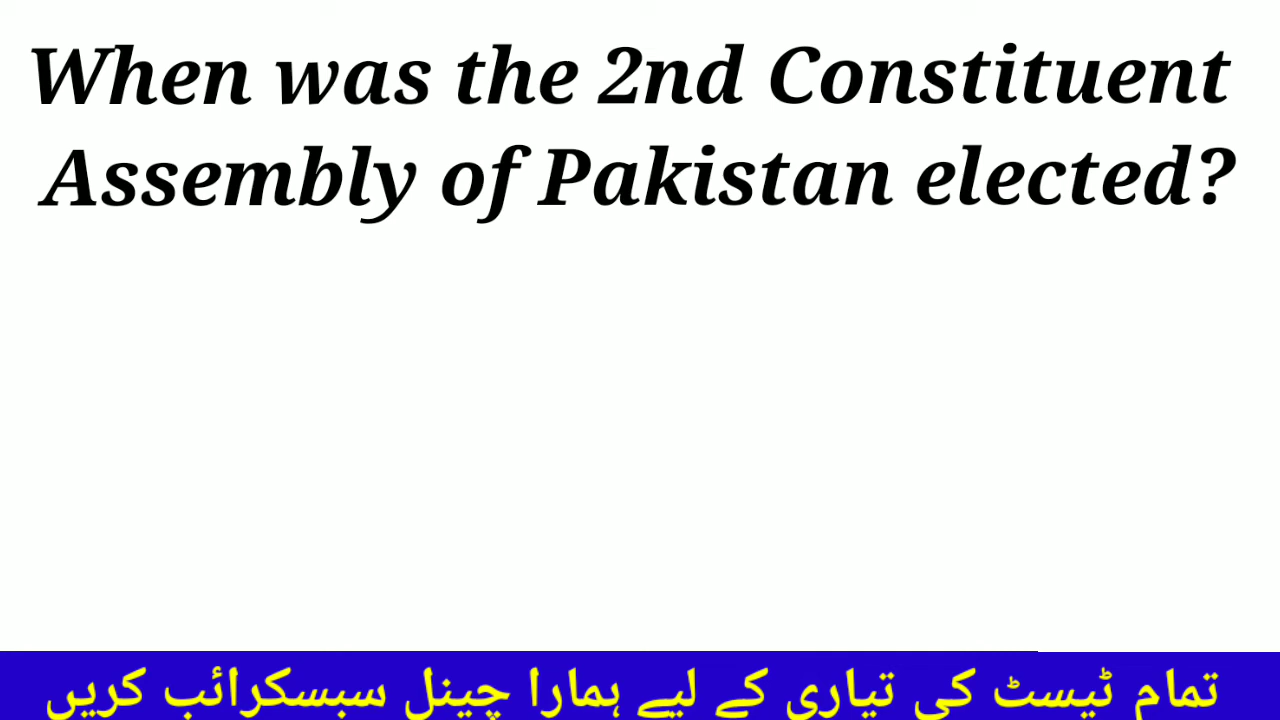 When was the 2nd Constituent
Assembly of Pakistan elected?
تمام ٹیسٹ کی تیاری کے لیے ہمارا چینل سبسکرائب کریں